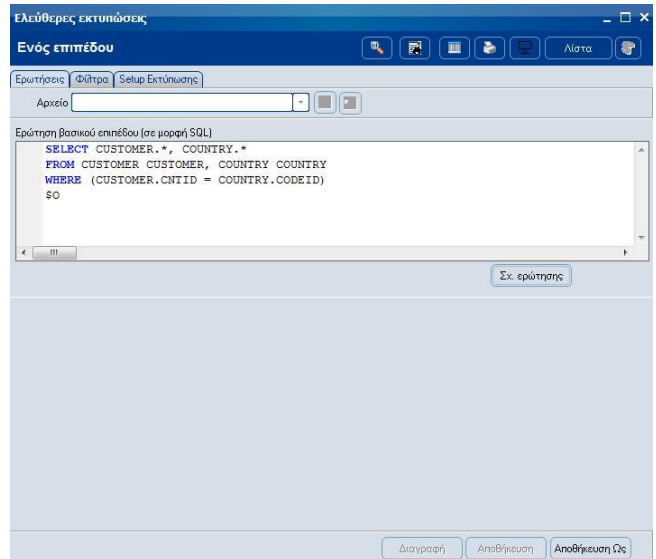 Ελεύθερες εκτυπώσεις
Ενός επιπέδου
Λίστα
Ερωτήσεις Φίλτρα Setup Εκτύπωσης
Αρχείο
Ερώτηση βασικού επιπέδου (σε μορφή SQL)
SELECT CUSTOMER.*, COUNTRY.*
FROM CUSTOMER CUSTOMER, COUNTRY COUNTRY
WHERE (CUSTOMER.CNTID = COUNTRY.CODEID)
$O
Σχ. ερώτησης
Διαγραφή Αποθήκευση Αποθήκευση Ως